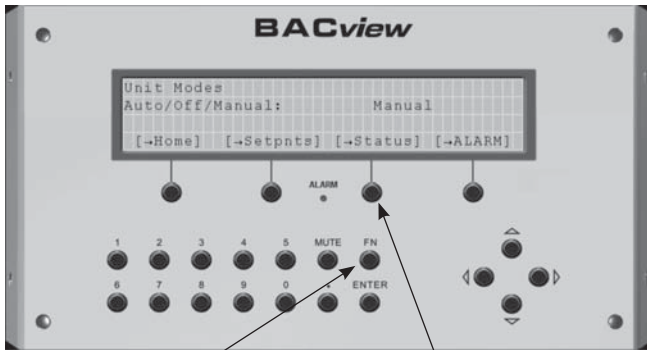 BACview
Unit Modes
Auto/Off/Manual: Manual
[→Home] [→Setpnts] [→Status] [→ALARM]
ALARM
1 2 3 4 5 MUTE FN
6 7 8 9 0 ENTER